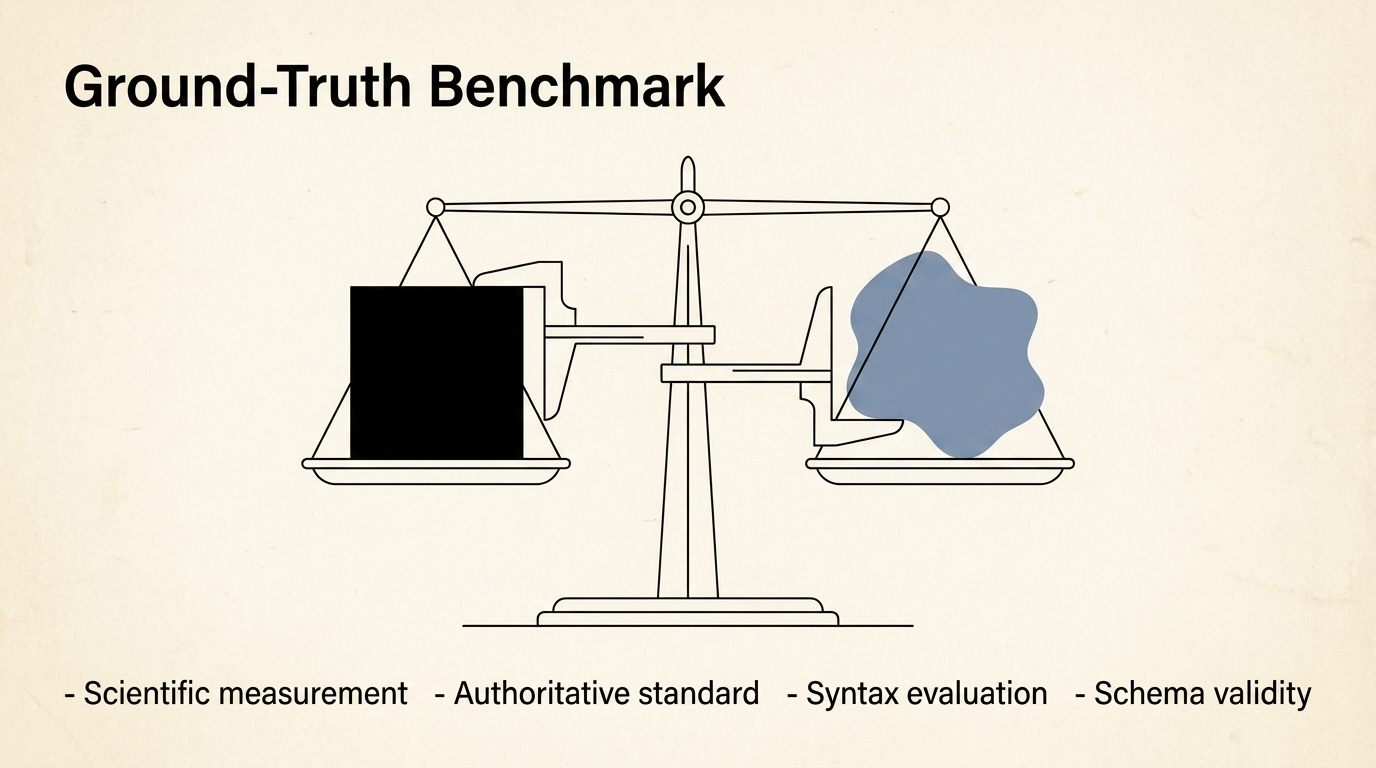 Ground-Truth Benchmark
- Scientific measurement - Authoritative standard - Syntax evaluation - Schema validity